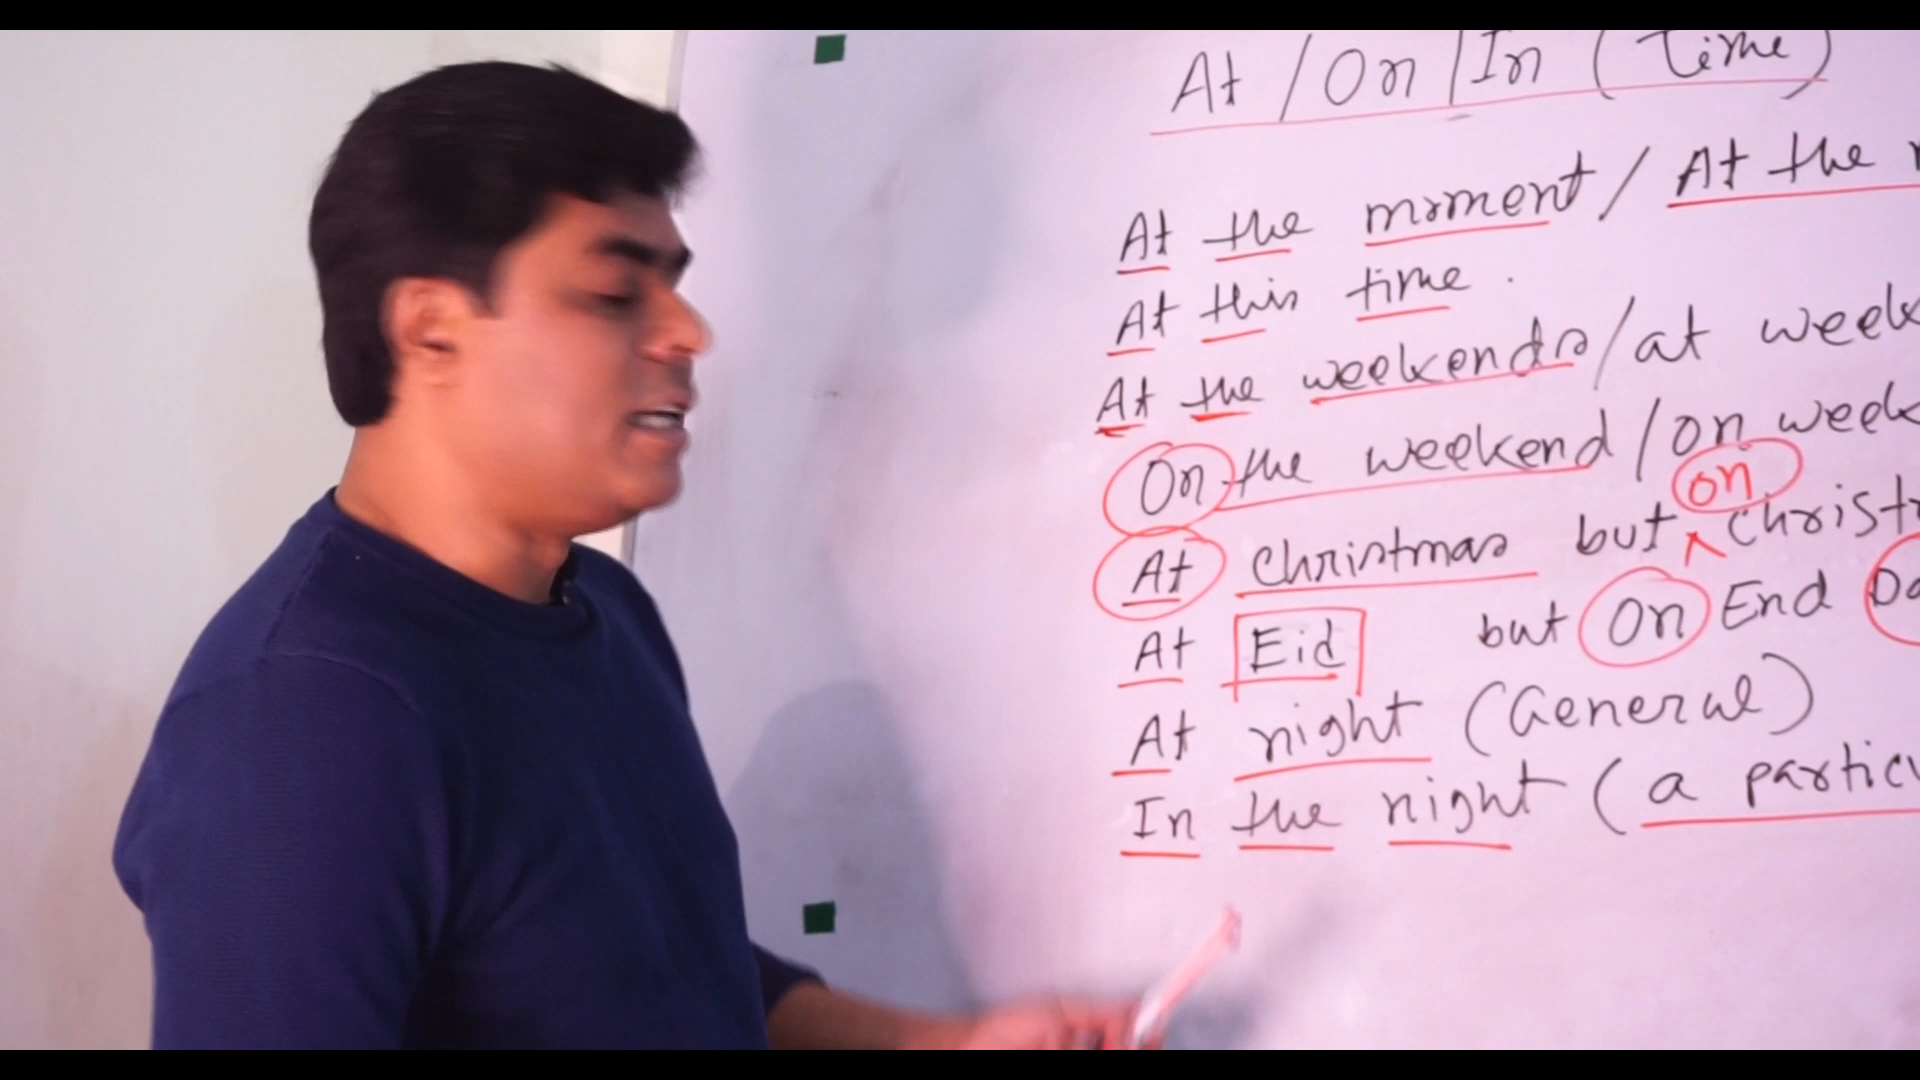 At / On / In ( Time )
At the moment / At the
At this time .
At the weekends / at week
On the weekend / on week
on
At Christmas but ^ Christ
At Eid but On End Da
At night (General)
In the night ( a particu